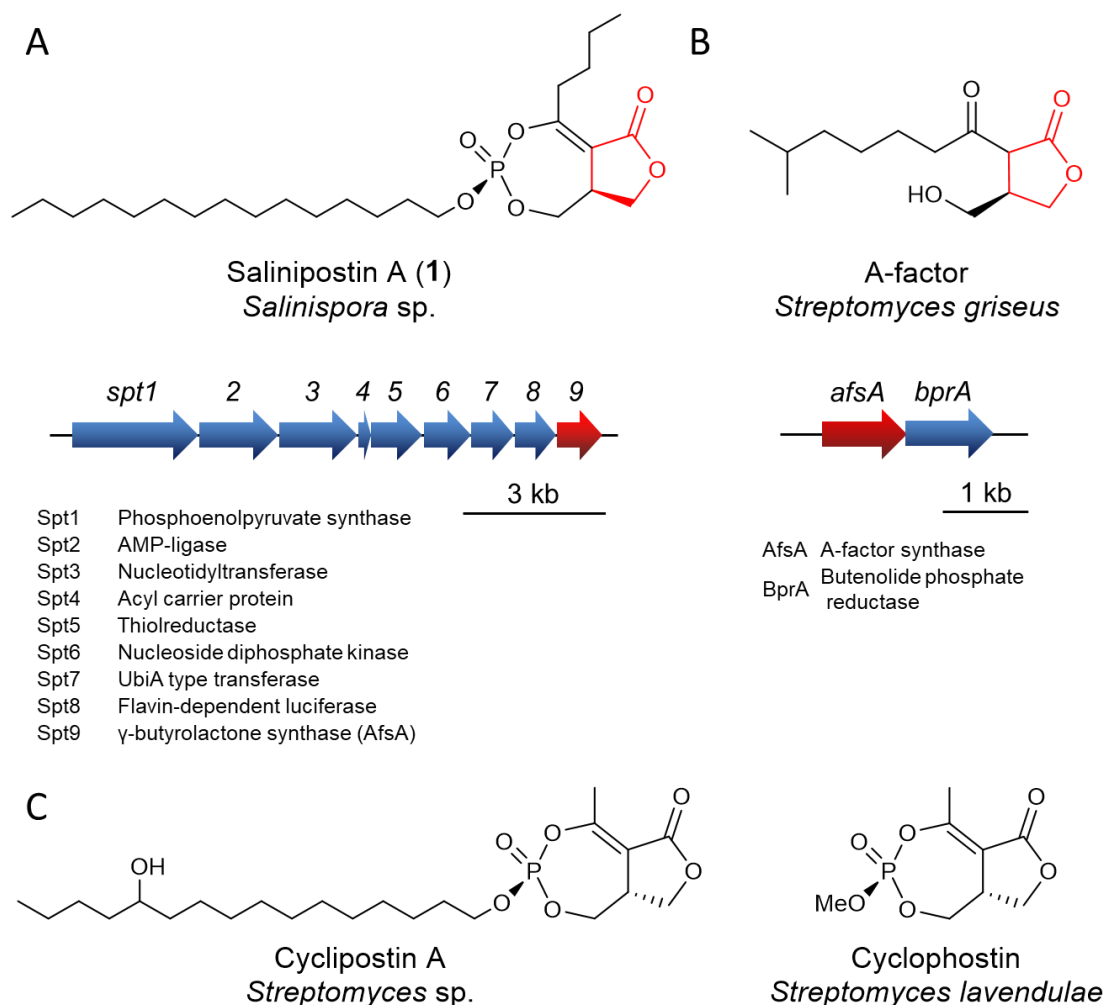 A
B
O
O
O
P
O
O
O
O
O
O
O
HO
Salinipostin A (1)
Salinispora sp.
A-factor
Streptomyces griseus
spt1 2 3 4 5 6 7 8 9
afsA bprA
3 kb
1 kb
Spt1 Phosphoenolpyruvate synthase
Spt2 AMP-ligase
Spt3 Nucleotidyltransferase
Spt4 Acyl carrier protein
Spt5 Thiolreductase
Spt6 Nucleoside diphosphate kinase
Spt7 UbiA type transferase
Spt8 Flavin-dependent luciferase
Spt9 γ-butyrolactone synthase (AfsA)
AfsA A-factor synthase
BprA Butenolide phosphate
reductase
C
OH
O
O
O
P
O
O
O
O
O
O
P
MeO
O
O
Cyclipostin A
Streptomyces sp.
Cyclophostin
Streptomyces lavendulae